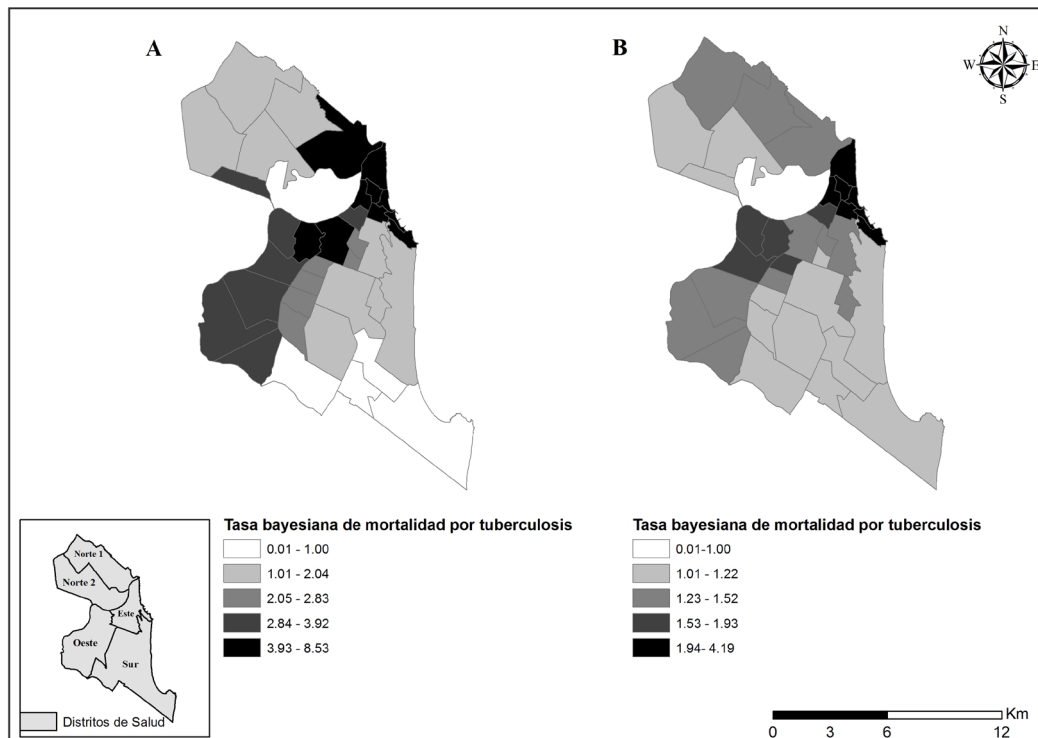 A
B
N
W E
S
Norte 1
Norte 2
Este
Oeste
Sur
Distritos de Salud
Tasa bayesiana de mortalidad por tuberculosis
0.01 - 1.00
1.01 - 2.04
2.05 - 2.83
2.84 - 3.92
3.93 - 8.53
Tasa bayesiana de mortalidad por tuberculosis
0.01-1.00
1.01 - 1.22
1.23 - 1.52
1.53 - 1.93
1.94- 4.19
Km
0 3 6 12